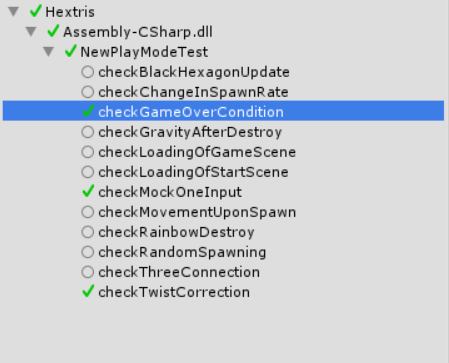 Hextris
Assembly-CSharp.dll
NewPlayModeTest
checkBlackHexagonUpdate
checkChangeInSpawnRate
checkGameOverCondition
checkGravityAfterDestroy
checkLoadingOfGameScene
checkLoadingOfStartScene
checkMockOneInput
checkMovementUponSpawn
checkRainbowDestroy
checkRandomSpawning
checkThreeConnection
checkTwistCorrection